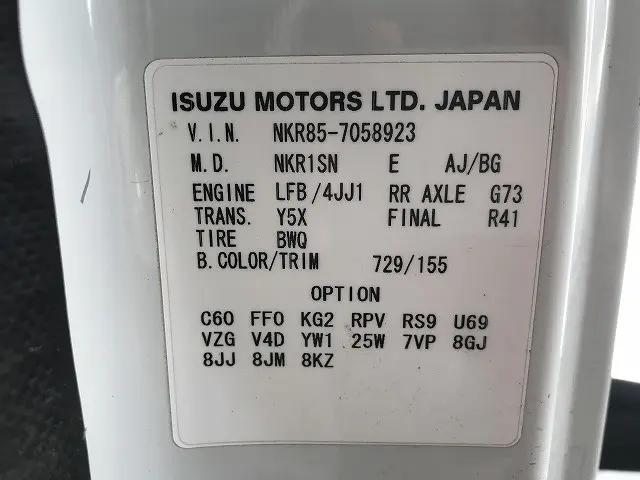 ISUZU MOTORS LTD. JAPAN
V.I.N. NKR85-7058923
M.D. NKR1SN E AJ/BG
ENGINE LFB/4JJ1 RR AXLE G73
TRANS. Y5X FINAL R41
TIRE BWQ
B.COLOR/TRIM 729/155
OPTION
C60 FF0 KG2 RPV RS9 U69
VZG V4D YW1 25W 7VP 8GJ
8JJ 8JM 8KZ